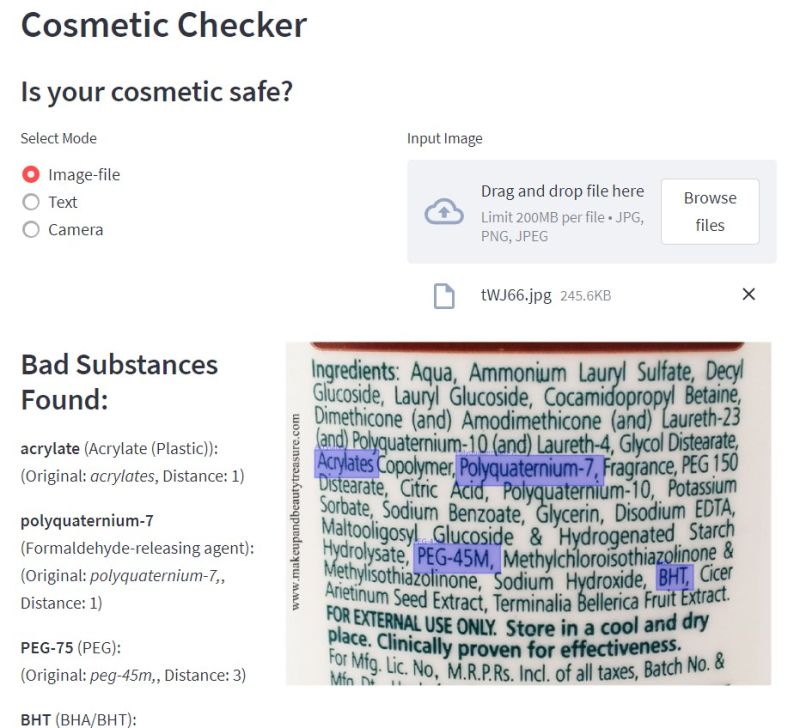 Cosmetic Checker
Is your cosmetic safe?
Select Mode
Image-file
Text
Camera
Input Image
Drag and drop file here
Limit 200MB per file • JPG,
PNG, JPEG
Browse
files
tWJ66.jpg 245.6KB
Bad Substances
Found:
acrylate (Acrylate (Plastic)):
(Original: acrylates, Distance: 1)
polyquaternium-7
(Formaldehyde-releasing agent):
(Original: polyquaternium-7,,
Distance: 1)
PEG-75 (PEG):
(Original: peg-45m,, Distance: 3)
BHT (BHA/BHT):
www.makeupandbeautytreasure.com
Ingredients: Aqua, Ammonium Lauryl Sulfate, Decyl
Glucoside, Lauryl Glucoside, Cocamidopropyl Betaine,
Dimethicone (and) Amodimethicone (and) Laureth-23
(and) Polyquaternium-10 (and) Laureth-4, Glycol Distearate,
Acrylates Copolymer, Polyquaternium-7, Fragrance, PEG 150
Distearate, Citric Acid, Polyquaternium-10, Potassium
Sorbate, Sodium Benzoate, Glycerin, Disodium EDTA,
Maltooligosyl Glucoside & Hydrogenated Starch
Hydrolysate, PEG-45M, Methylchloroisothiazolinone &
Methylisothiazolinone, Sodium Hydroxide, BHT, Cicer
Arietinum Seed Extract, Terminalia Bellerica Fruit Extract.
FOR EXTERNAL USE ONLY. Store in a cool and dry
place. Clinically proven for effectiveness.
For Mfg. Lic. No, M.R.P.Rs. Incl. of all taxes, Batch No. &